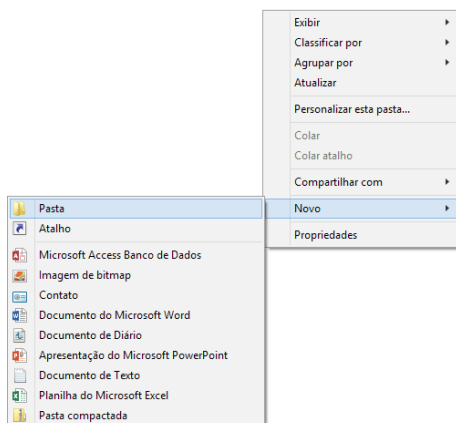 Exibir
Classificar por
Agrupar por
Atualizar
Personalizar esta pasta...
Colar
Colar atalho
Compartilhar com
Novo
Propriedades
Pasta
Atalho
Microsoft Access Banco de Dados
Imagem de bitmap
Contato
Documento do Microsoft Word
Documento de Diário
Apresentação do Microsoft PowerPoint
Documento de Texto
Planilha do Microsoft Excel
Pasta compactada